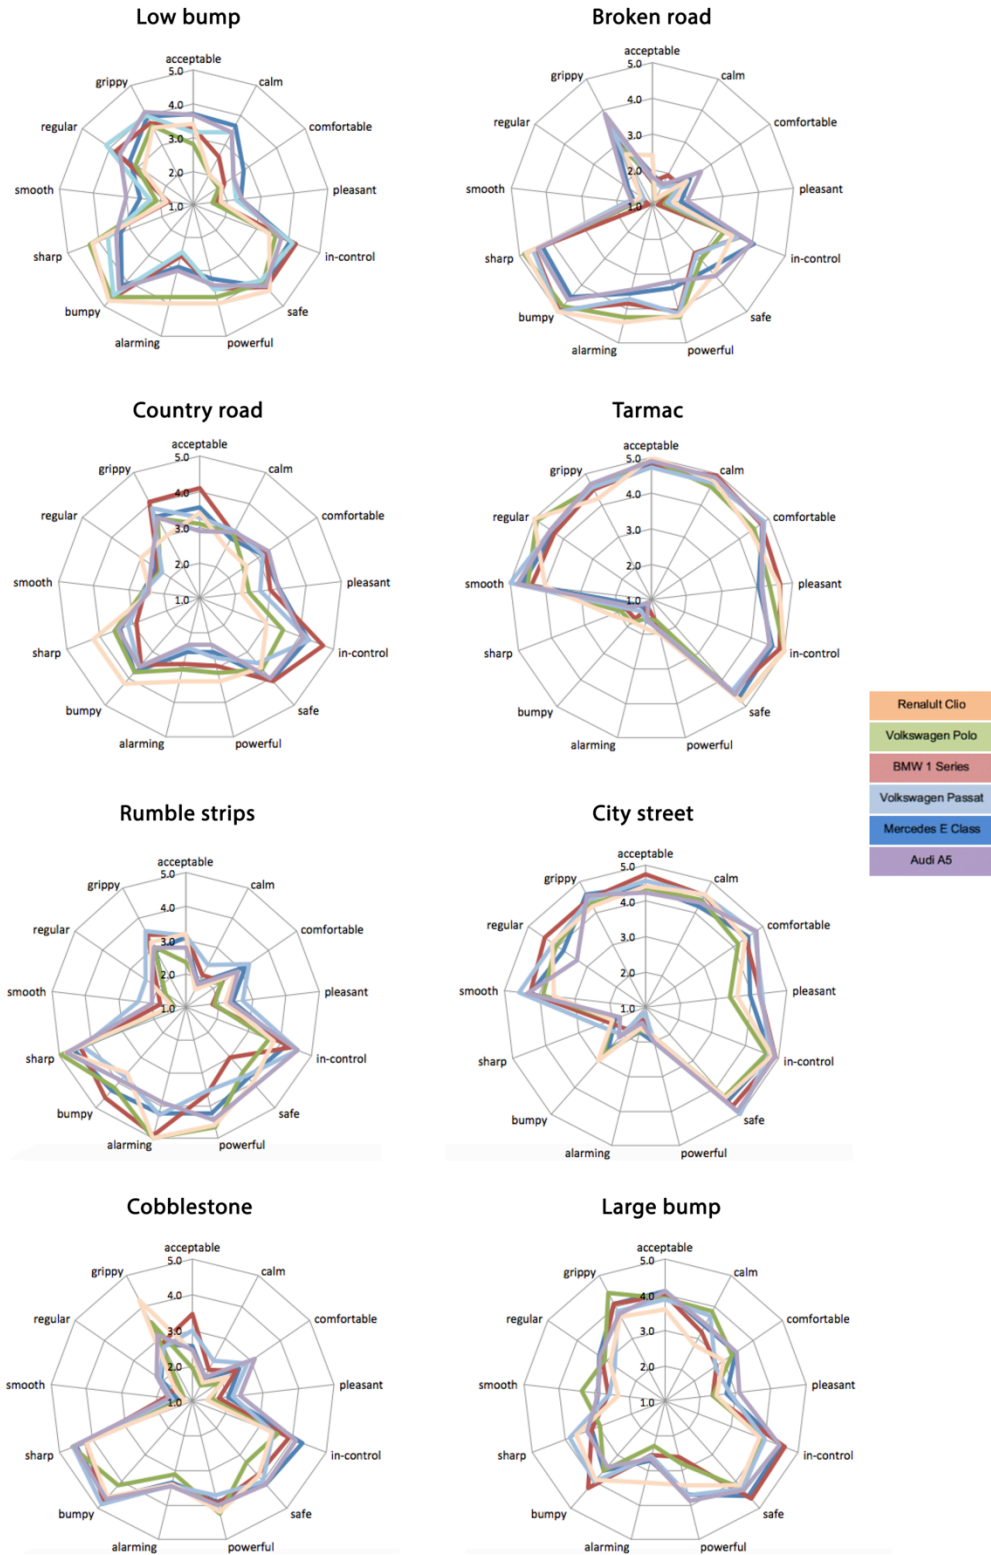 Low bump
acceptable
5.0
grippy
calm
4.0
regular
comfortable
3.0
2.0
smooth
pleasant
1.0
sharp
in-control
bumpy
safe
alarming
powerful
Broken road
acceptable
5.0
grippy
calm
4.0
regular
comfortable
3.0
2.0
smooth
pleasant
1.0
sharp
in-control
bumpy
safe
alarming
powerful
Country road
acceptable
5.0
grippy
calm
4.0
regular
comfortable
3.0
2.0
smooth
pleasant
1.0
sharp
in-control
bumpy
safe
alarming
powerful
Tarmac
acceptable
5.0
grippy
calm
4.0
regular
comfortable
3.0
2.0
smooth
pleasant
1.0
sharp
in-control
bumpy
safe
alarming
powerful
Renalult Clio
Volkswagen Polo
BMW 1 Series
Volkswagen Passat
Mercedes E Class
Audi A5
Rumble strips
acceptable
5.0
grippy
calm
4.0
regular
comfortable
3.0
2.0
smooth
pleasant
1.0
sharp
in-control
bumpy
safe
alarming
powerful
City street
acceptable
5.0
grippy
calm
4.0
regular
comfortable
3.0
2.0
smooth
pleasant
1.0
sharp
in-control
bumpy
safe
alarming
powerful
Cobblestone
acceptable
5.0
grippy
calm
4.0
regular
comfortable
3.0
2.0
smooth
pleasant
1.0
sharp
in-control
bumpy
safe
alarming
powerful
Large bump
acceptable
5.0
grippy
calm
4.0
regular
comfortable
3.0
2.0
smooth
pleasant
1.0
sharp
in-control
bumpy
safe
alarming
powerful